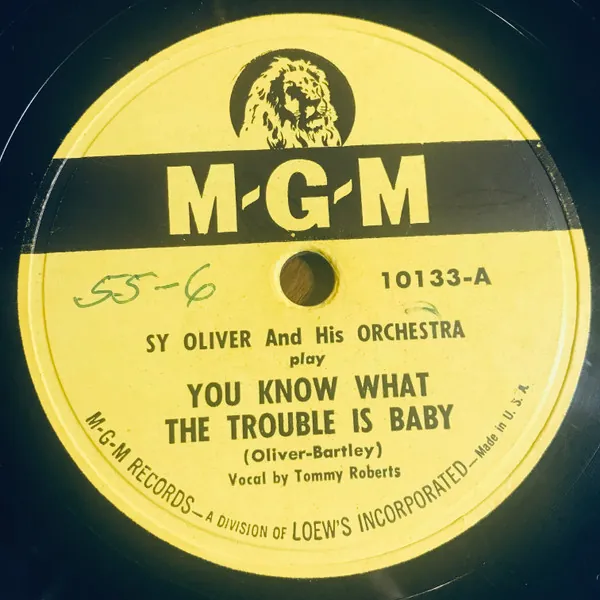 M-G-M
55-6
10133-A
SY OLIVER And His ORCHESTRA
play
YOU KNOW WHAT
THE TROUBLE IS BABY
(Oliver-Bartley)
Vocal by Tommy Roberts
M-G-M RECORDS—A DIVISION OF LOEW'S INCORPORATED—Made in U. S. A.